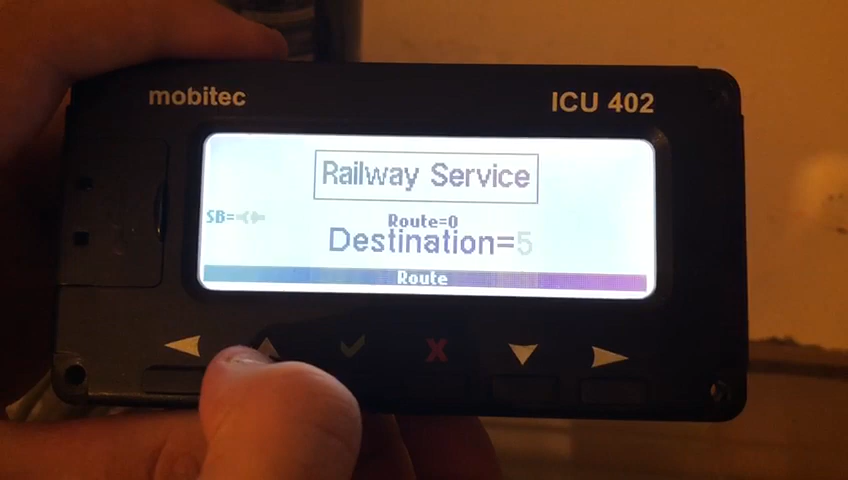 mobitec
ICU 402
Railway Service
SB=
Route=0
Destination=5
Route